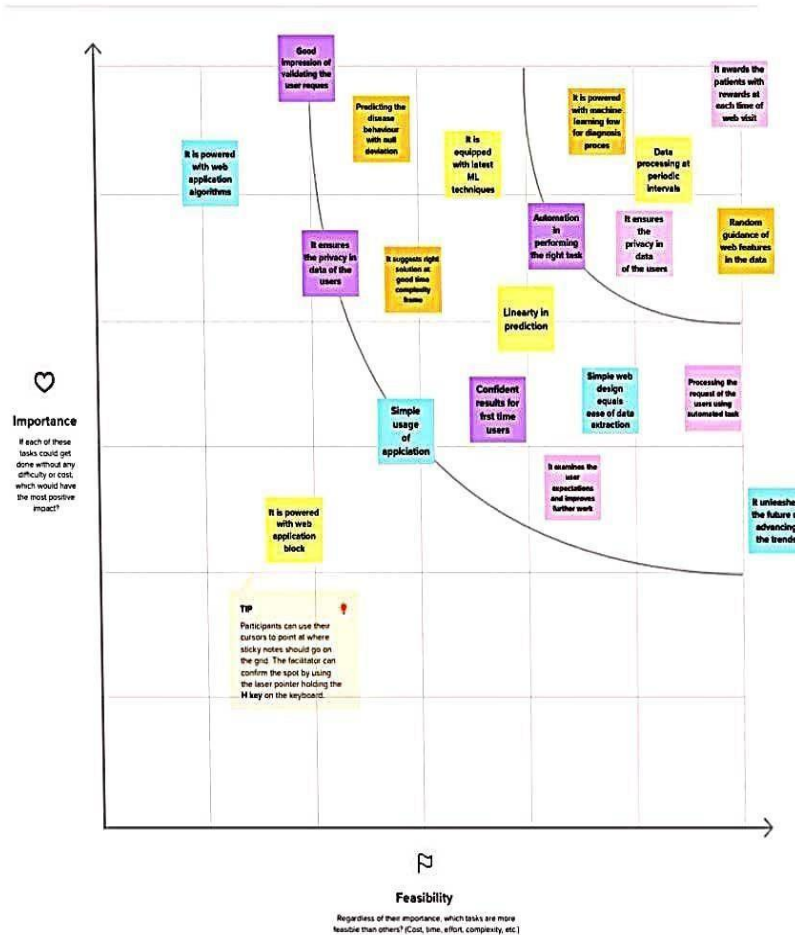 Good
impression of
validating the
user reques
It is powered
with web
application
algorithms
Predicting the
disease
behaviour
with null
deviation
It is
equipped
with latest
ML
techniques
It is powered
with machine
learning few
for diagnosis
proces
It awards the
patients with
rewards at
each time of
web visit
Data
processing at
periodic
intervals
It ensures
the privacy in
data of the
users
It suggests right
solution at
good time
complexity
frame
Automation
in
performing
the right task
It ensures
the privacy
in data
of the users
Random
guidance of
web features
in the data
Linearty in
prediction
Simple
usage
of
appiciation
Confident
results for
first time
users
Simple web
design
equals
ease of data
extraction
Processing the
request of the
users using
automated task
It examines the
user
expectations
and improves
further work
It is powered
with web
application
block
It unleashe
the future o
advancing
the trende
Importance
If each of these
tasks could get
done without any
difficulty or cost,
which would have
the most positive
impact?
TIP
Participants can use their
cursors to point at where
sticky notes should go on
the grid. The facilitator can
confirm the spot by using
the laser pointer holding the
H key on the keyboard.
Feasibility
Regardless of their importance, which tasks are more
feasible than others? (Cost, time, effort, complexity, etc.)